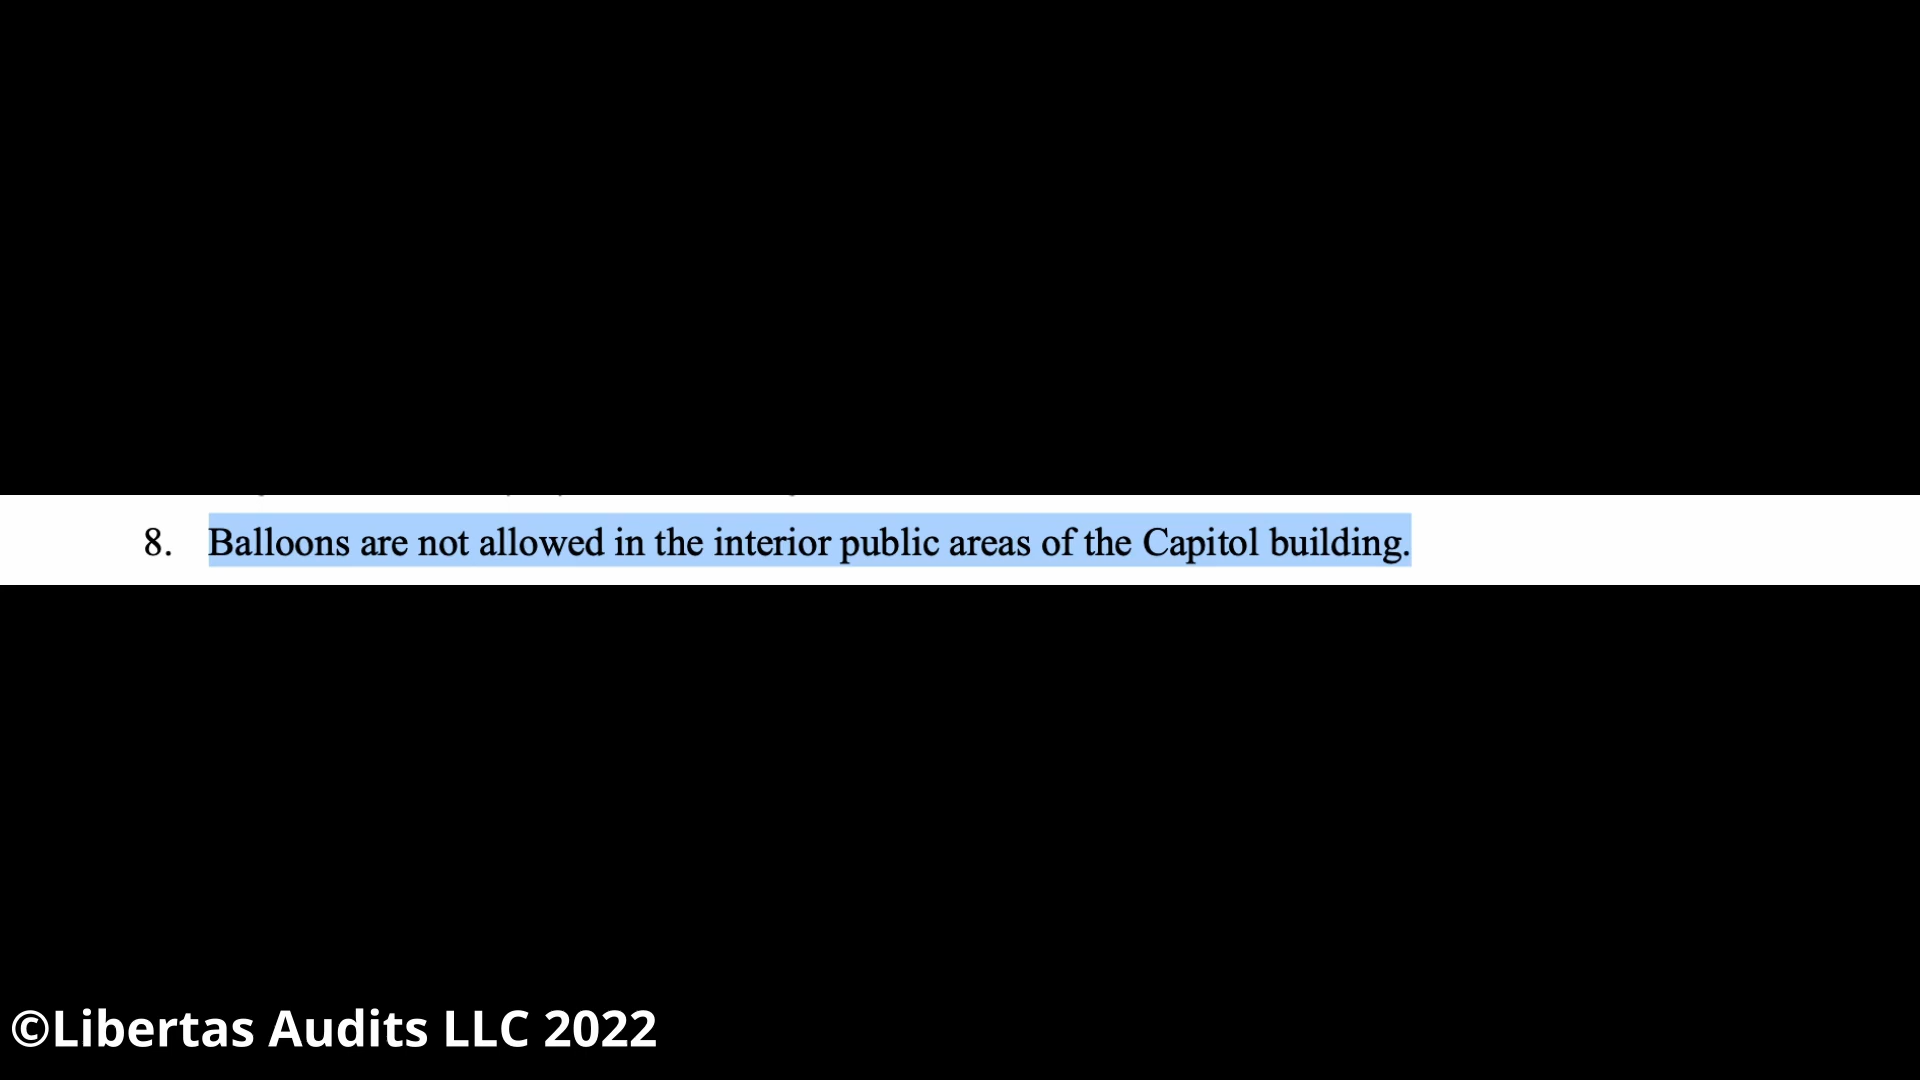 8. Balloons are not allowed in the interior public areas of the Capitol building.
©Libertas Audits LLC 2022